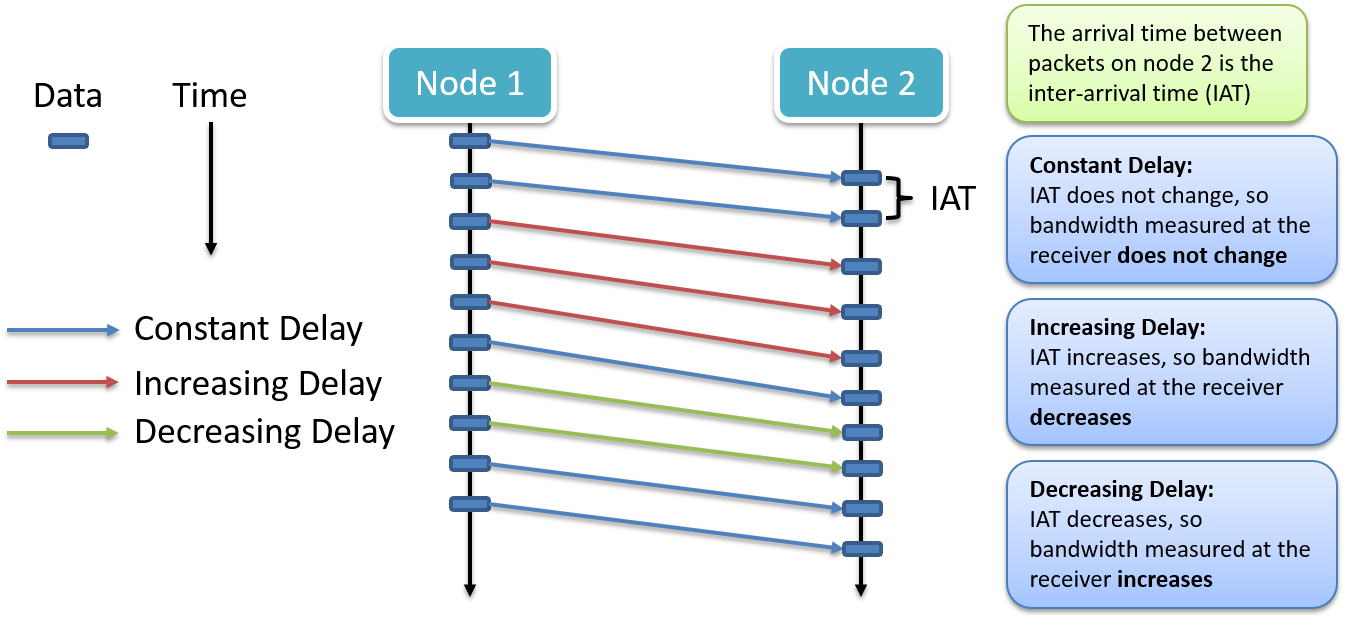 Data
Time
Node 1
Node 2
IAT
Constant Delay
Increasing Delay
Decreasing Delay
The arrival time between
packets on node 2 is the
inter-arrival time (IAT)
Constant Delay:
IAT does not change, so
bandwidth measured at the
receiver does not change
Increasing Delay:
IAT increases, so bandwidth
measured at the receiver
decreases
Decreasing Delay:
IAT decreases, so
bandwidth measured at the
receiver increases